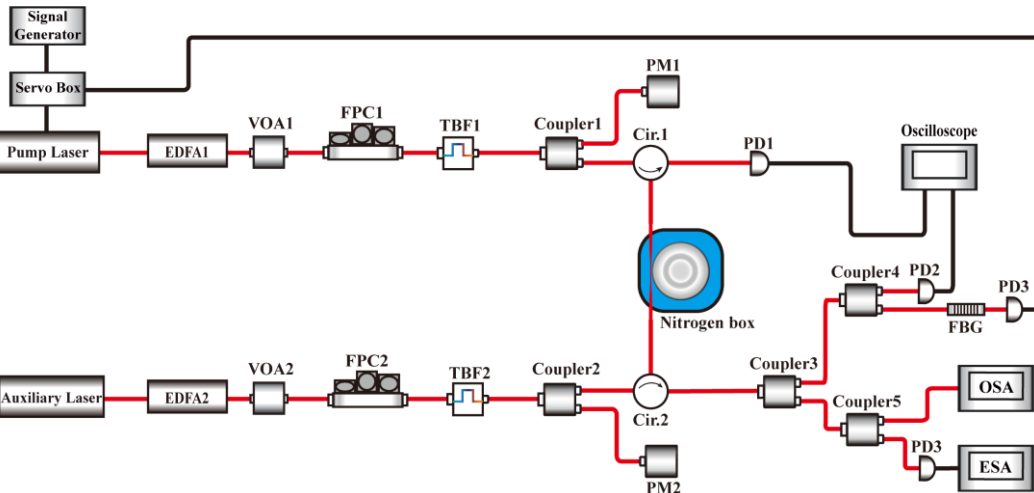 Signal
Generator
Servo Box
Pump Laser
EDFA1
VOA1
FPC1
TBF1
Coupler1
PM1
Cir.1
PD1
Oscilloscope
Nitrogen box
Coupler4
PD2
PD3
FBG
Auxiliary Laser
EDFA2
VOA2
FPC2
TBF2
Coupler2
Cir.2
PM2
Coupler3
Coupler5
OSA
PD3
ESA